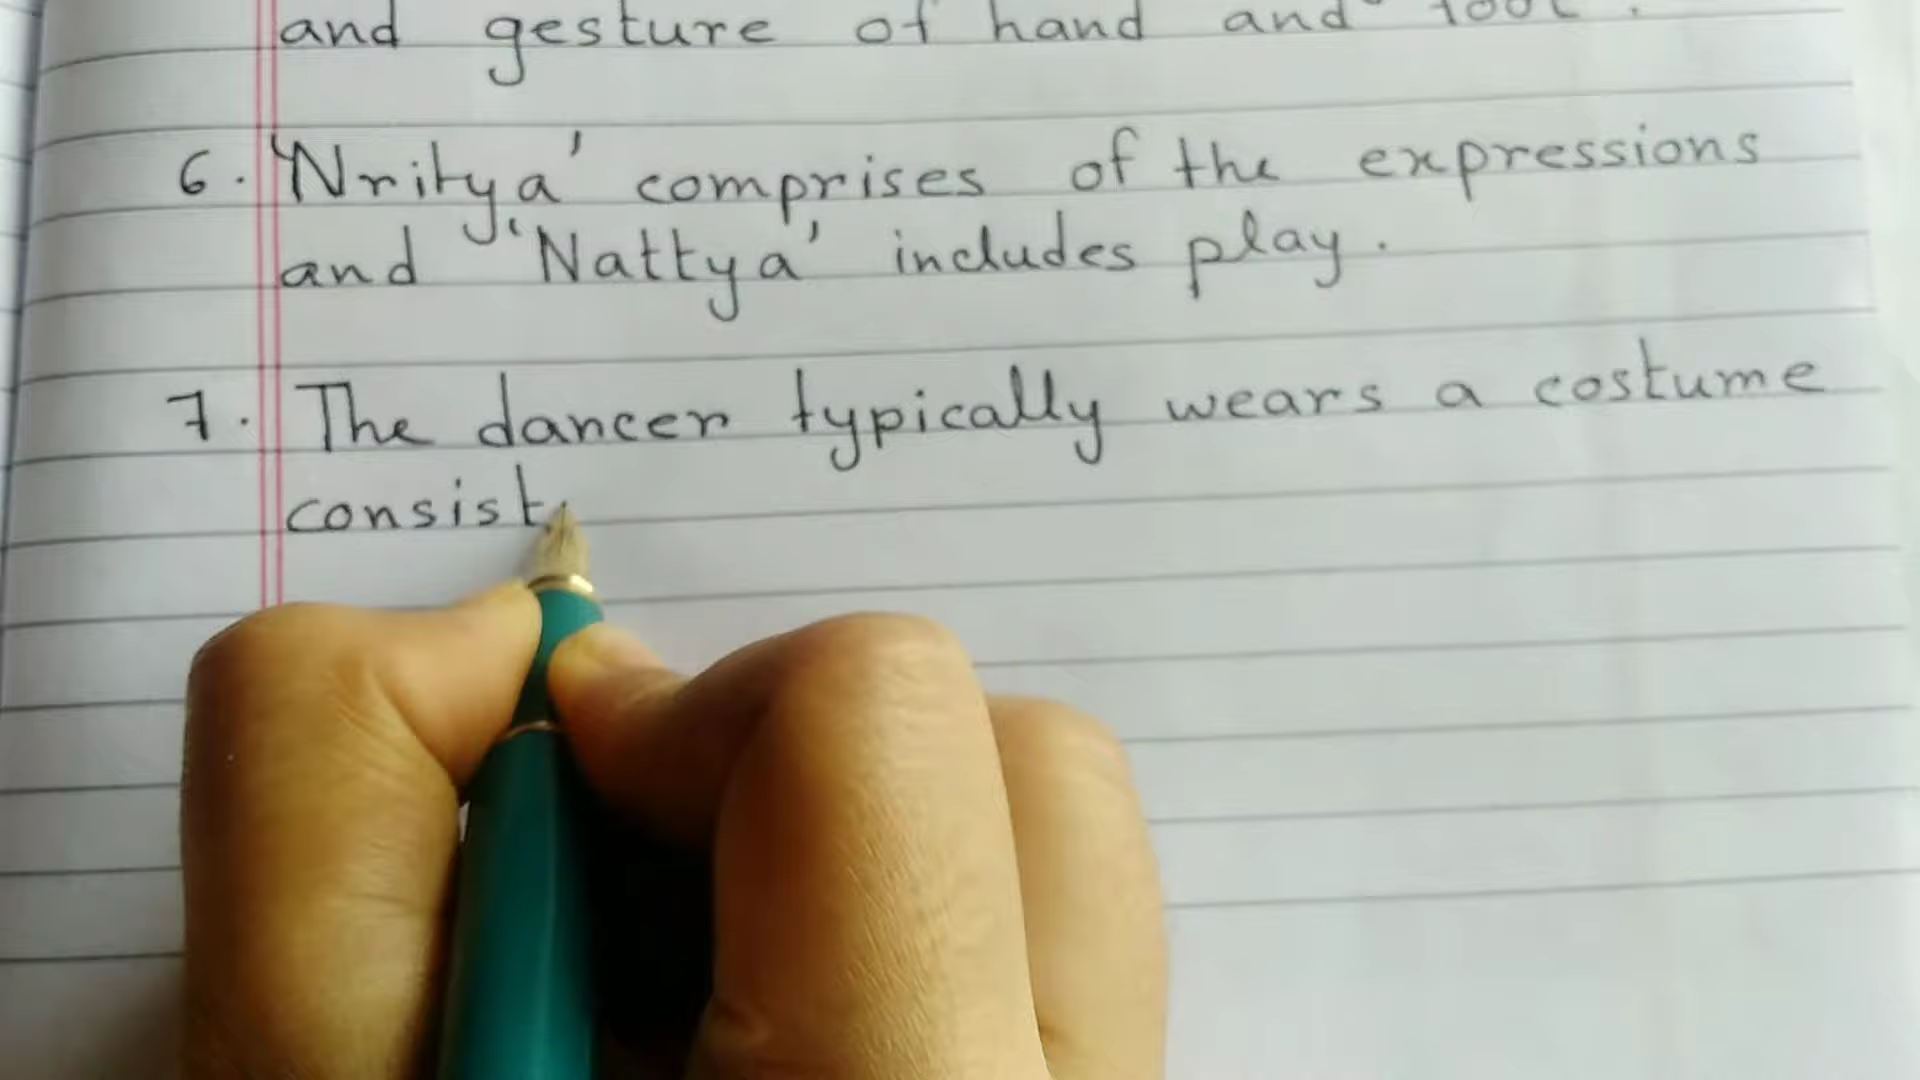 and gesture of hand and foot.
6. 'Nritya' comprises of the expressions
and 'Nattya' includes play.
7. The dancer typically wears a costume
consist